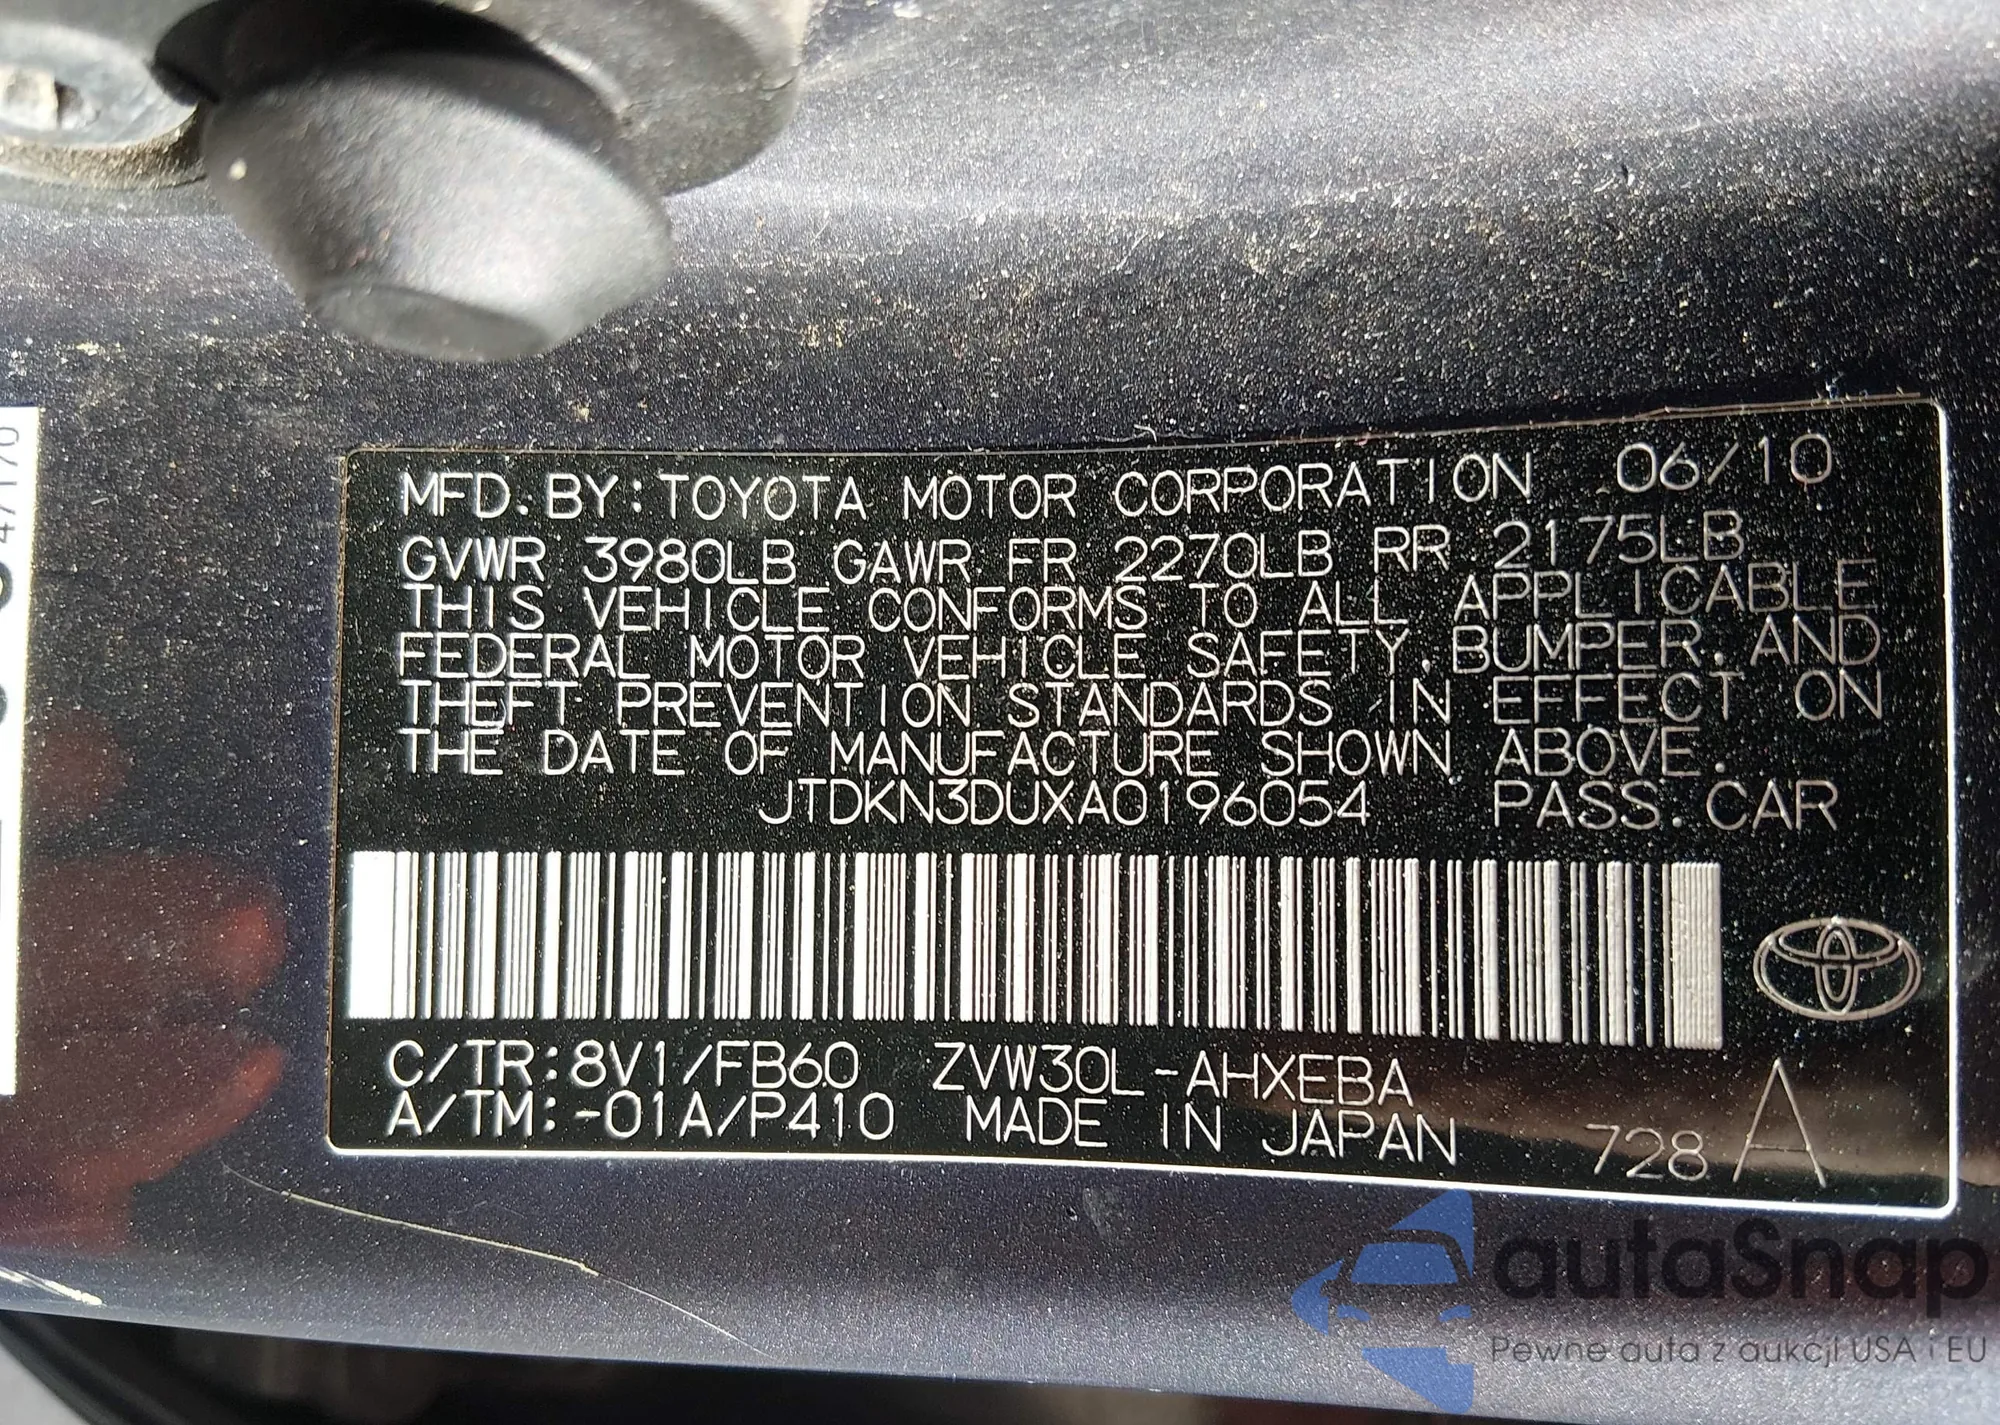 MFD. BY: TOYOTA MOTOR CORPORATION 06/10
GVWR 3980LB GAWR FR 2270LB RR 2175LB
THIS VEHICLE CONFORMS TO ALL APPLICABLE
FEDERAL MOTOR VEHICLE SAFETY, BUMPER, AND
THEFT PREVENTION STANDARDS IN EFFECT ON
THE DATE OF MANUFACTURE SHOWN ABOVE.
JTDKN3DUXA0196054 PASS. CAR
C/TR:8V1/FB60 ZVW30L-AHXEBA
A/TM:-01A/P410 MADE IN JAPAN 728 A
autaSnap
Pewne auta z aukcji USA i EU